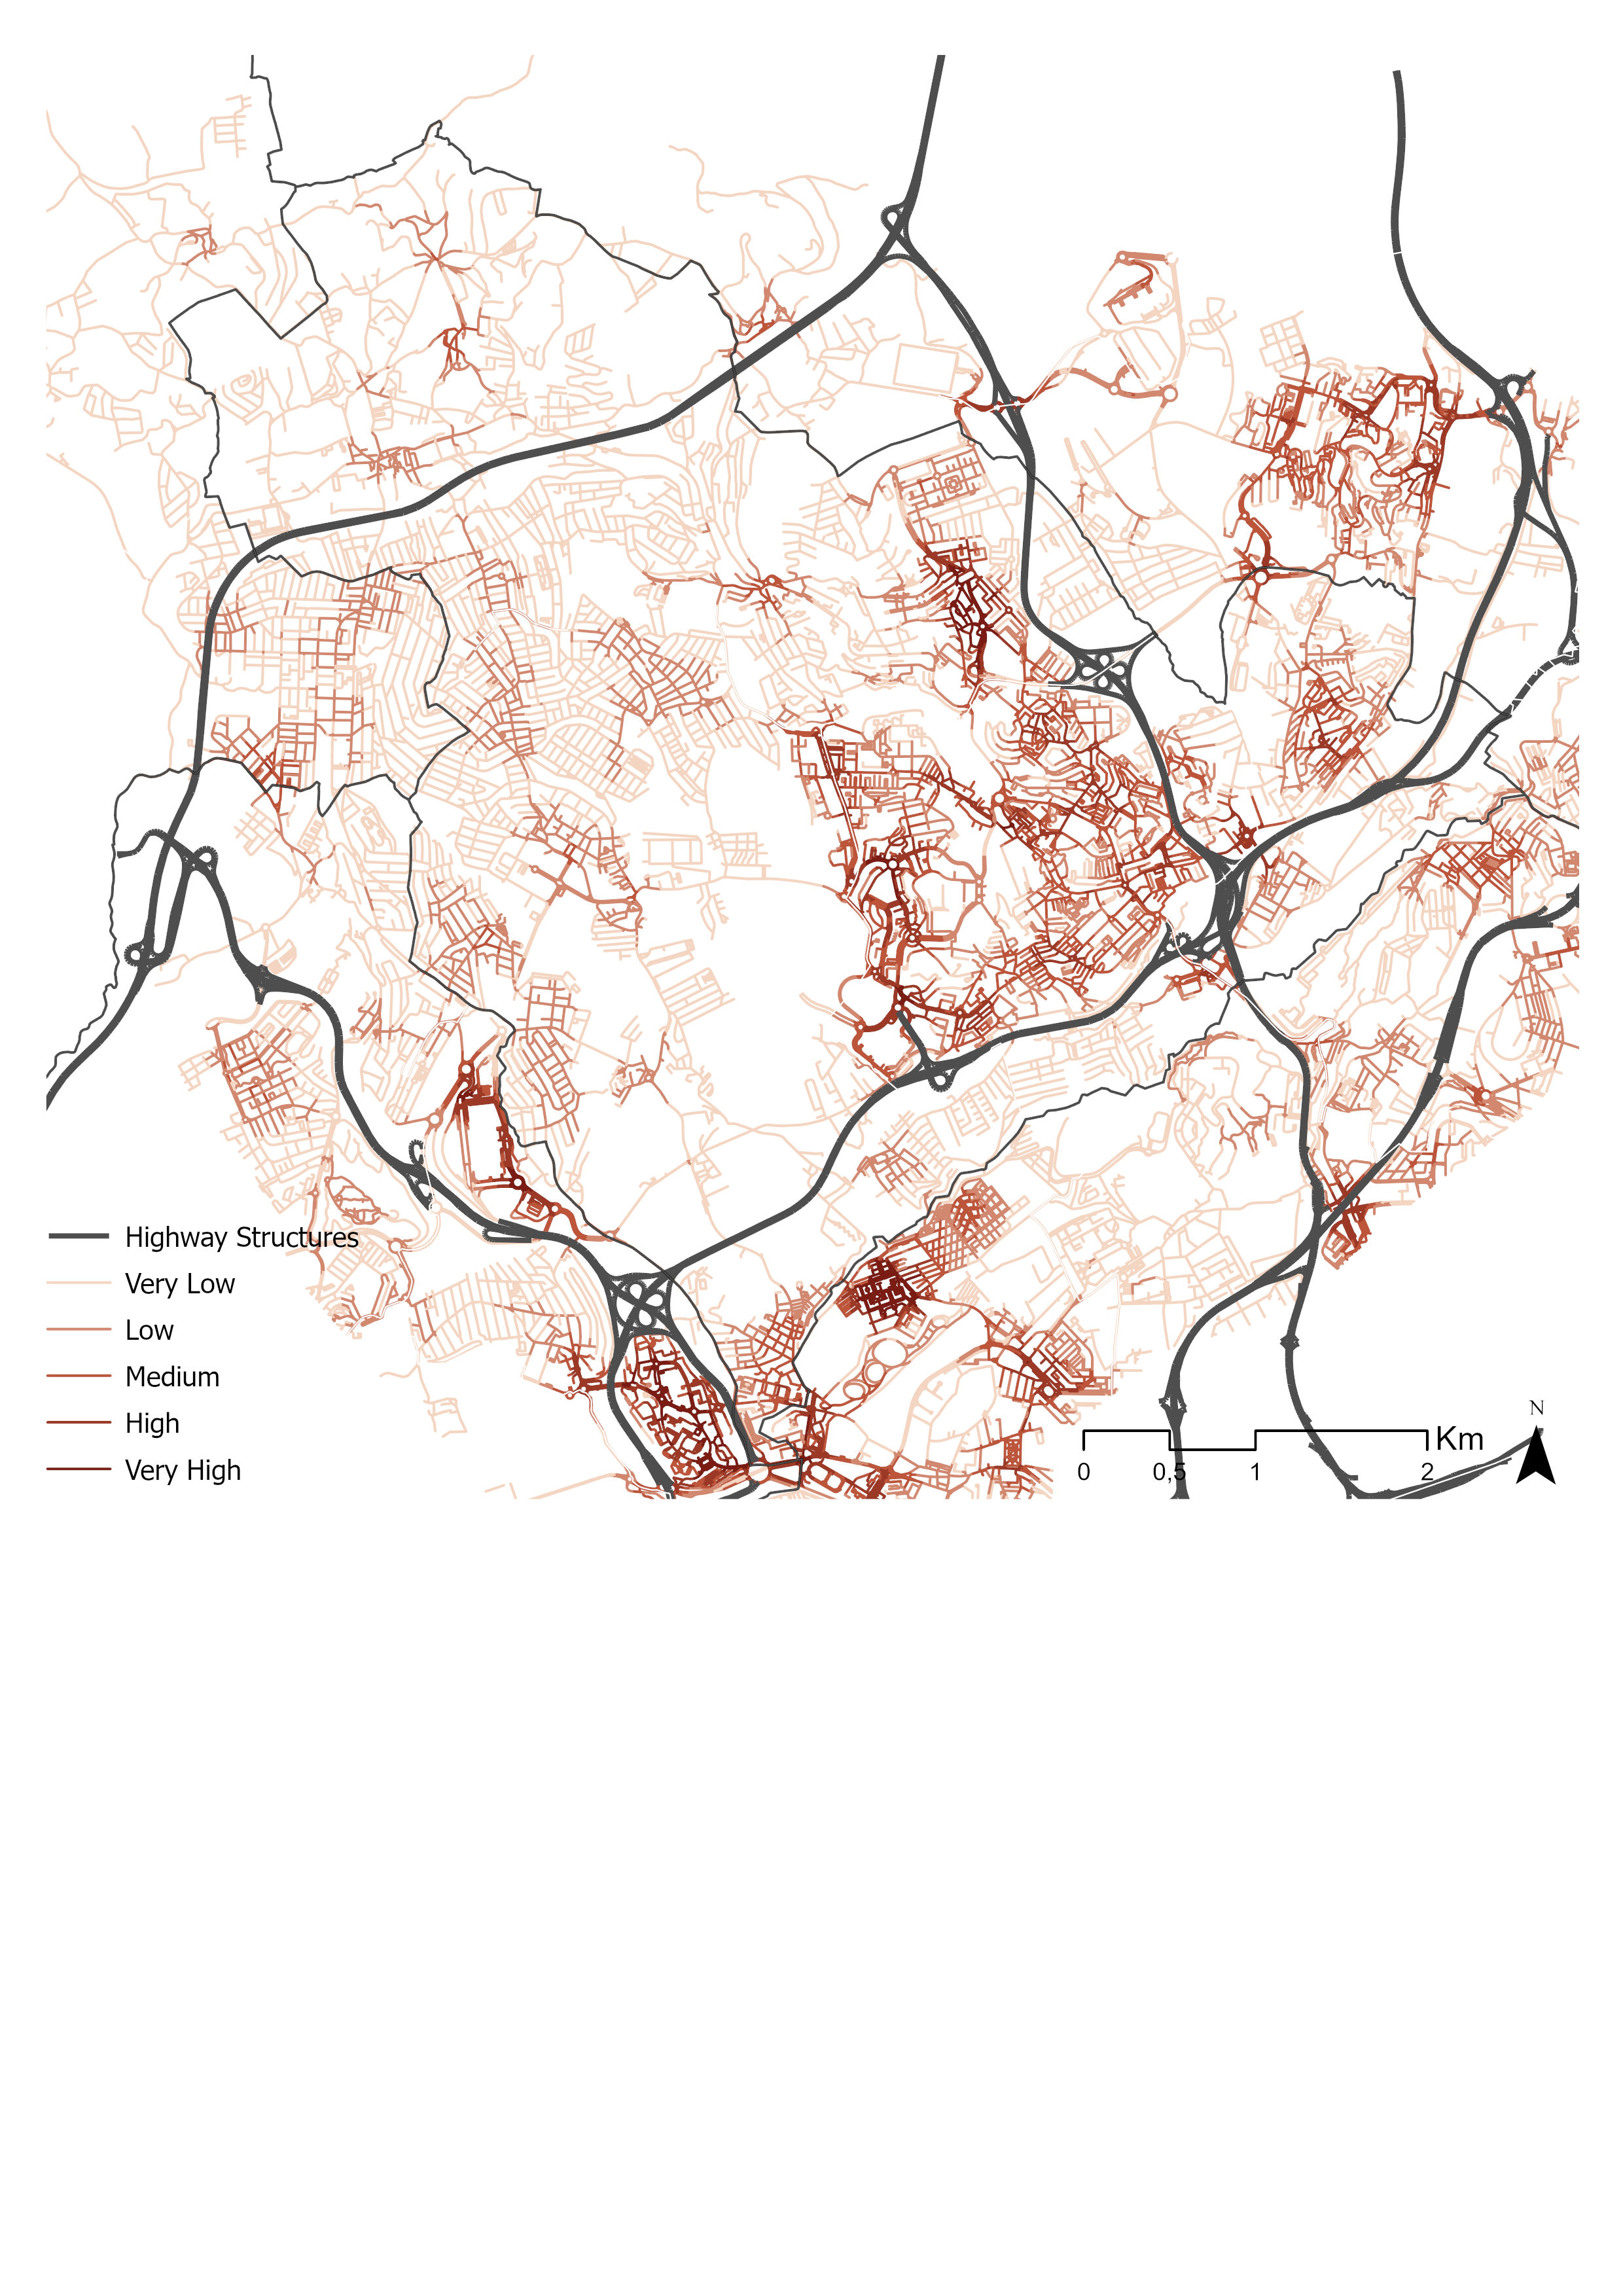 Highway Structures
Very Low
Low
Medium
High
Very High
N
Km
0 0,5 1 2